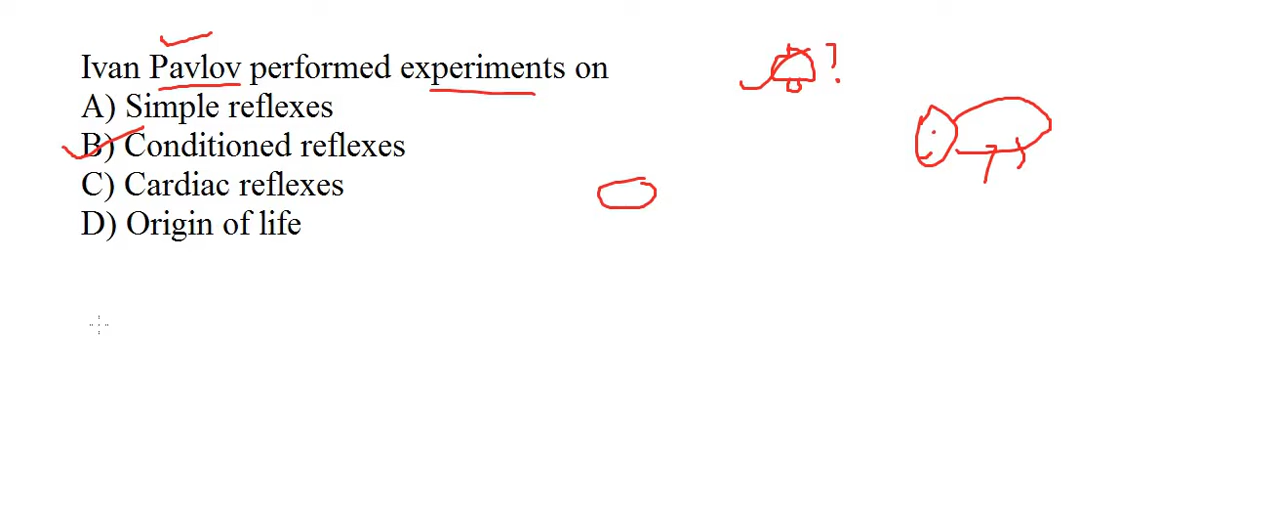 Ivan Pavlov performed experiments on
A) Simple reflexes
B) Conditioned reflexes
C) Cardiac reflexes
D) Origin of life